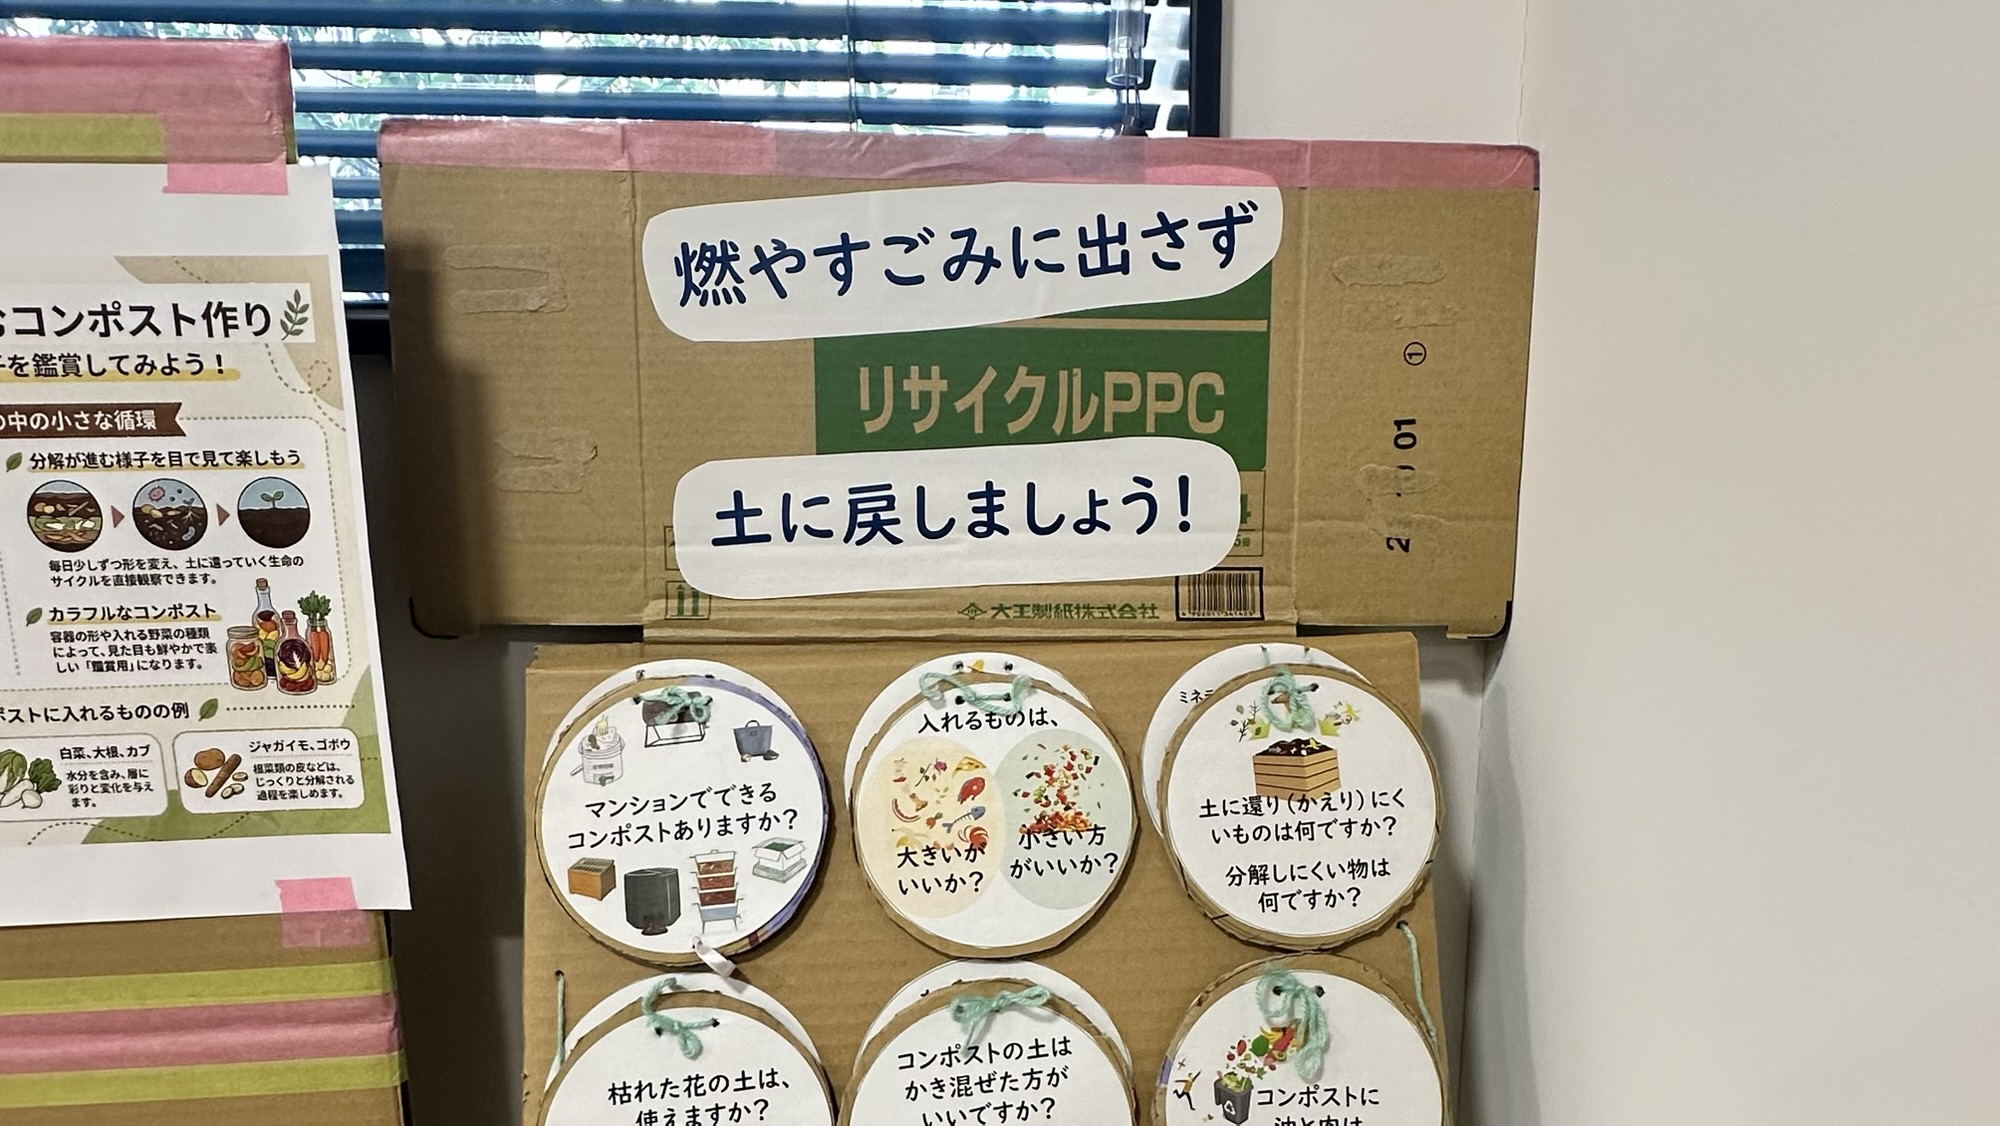 コンポスト作り
を鑑賞してみよう！
中の小さな循環
分解が進む様子を目で見て楽しもう
毎日少しずつ形を変え、土に還っていく生命の
サイクルを直接観察できます。
カラフルなコンポスト
容器の形や入れる野菜の種類
によって、見た目も鮮やかで楽
しい「鑑賞用」になります。
ポストに入れるものの例
白菜、大根、カブ
水分を含み、層に
彩りと変化を与え
ます。
ジャガイモ、ゴボウ
根菜類の皮などは、
じっくりと分解される
過程を楽しめます。
燃やすごみに出さず
リサイクルPPC
土に戻しましょう！
大王製紙株式会社
①
01
マンションでできる
コンポストありますか？
入れるものは、
大きいが
いいか？
小さい方
がいいか？
ミネ
土に還り（かえり）にく
いものは何ですか？
分解しにくい物は
何ですか？
枯れた花の土は、
使えますか？
コンポストの土は
かき混ぜた方が
いいですか？
コンポストに